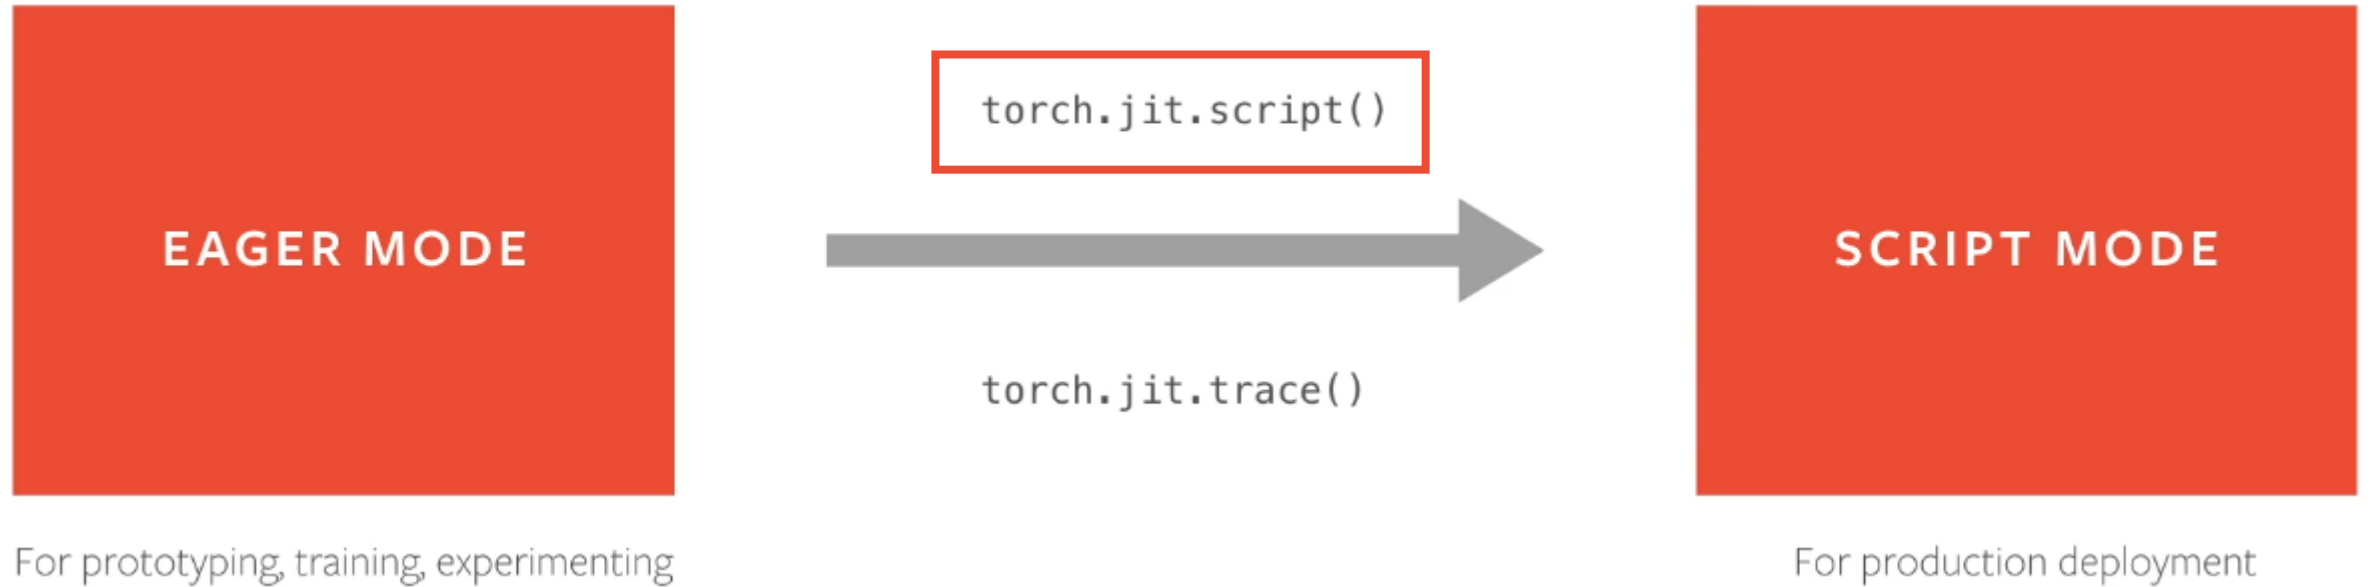 EAGER MODE
For prototyping, training, experimenting
torch.jit.script()
torch.jit.trace()
SCRIPT MODE
For production deployment